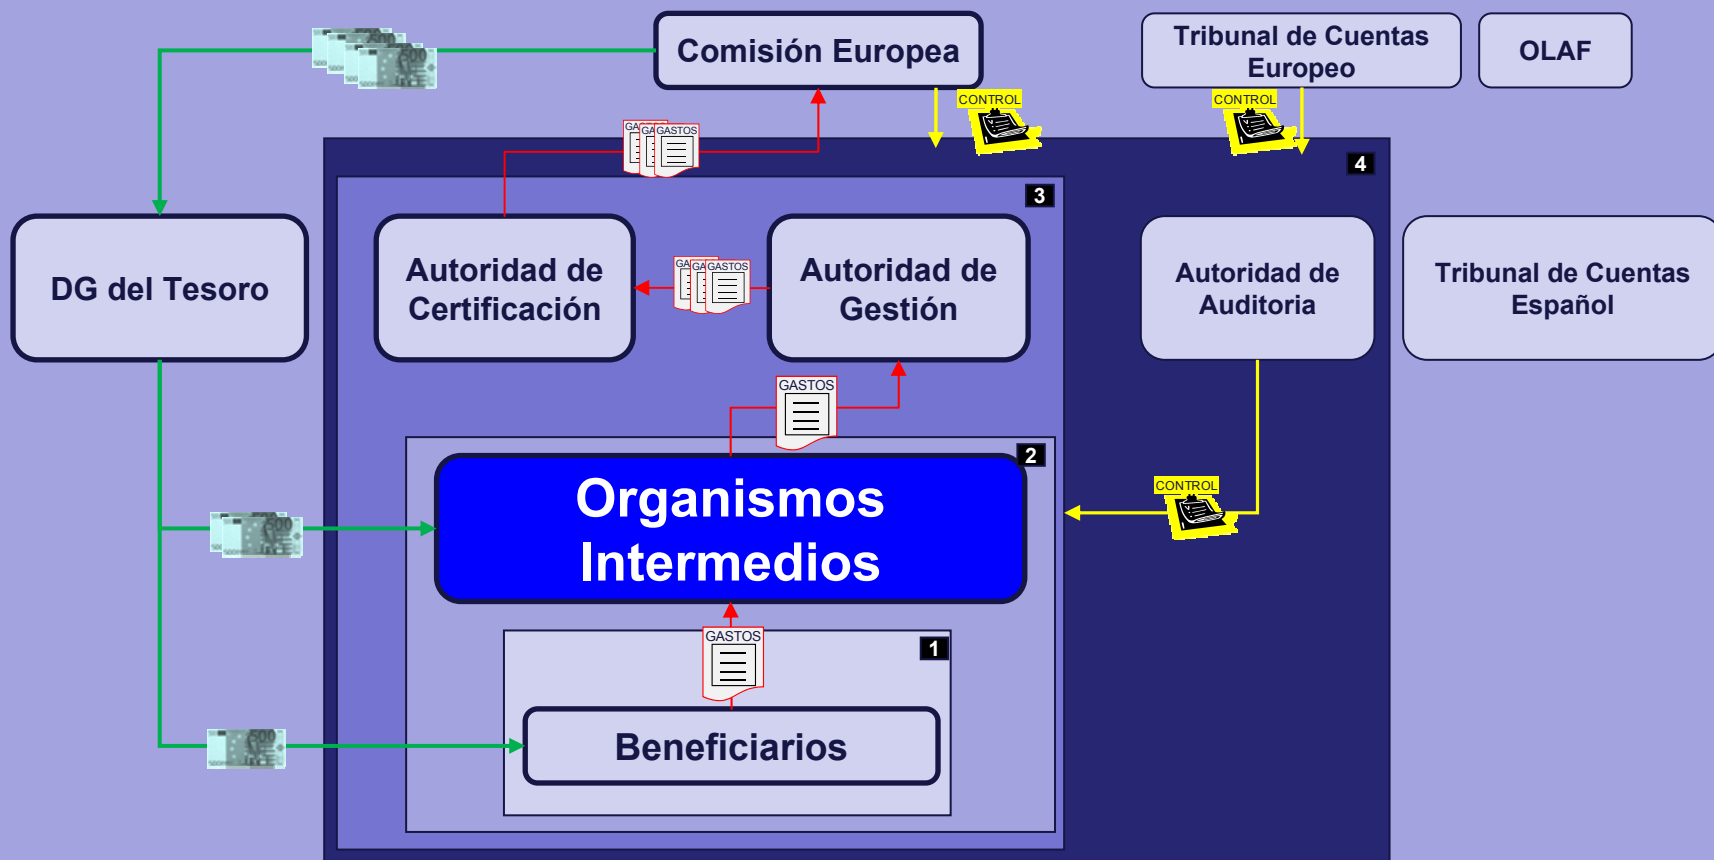 Comisión Europea
Tribunal de Cuentas
Europeo
OLAF
CONTROL
CONTROL
GASTOS
4
3
DG del Tesoro
Autoridad de
Certificación
GASTOS
Autoridad de
Gestión
Autoridad de
Auditoria
Tribunal de Cuentas
Español
GASTOS
2
Organismos
Intermedios
CONTROL
GASTOS
1
Beneficiarios